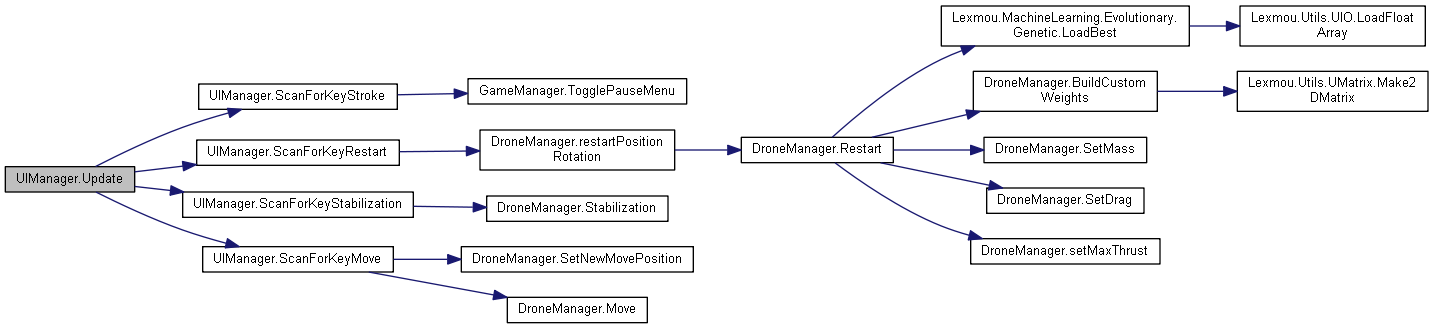 UIManager.Update
UIManager.ScanForKeyStroke
UIManager.ScanForKeyRestart
UIManager.ScanForKeyStabilization
UIManager.ScanForKeyMove
GameManager.TogglePauseMenu
DroneManager.restartPosition
Rotation
DroneManager.Stabilization
DroneManager.SetNewMovePosition
DroneManager.Move
DroneManager.Restart
Lexmou.MachineLearning.Evolutionary.
Genetic.LoadBest
DroneManager.BuildCustom
Weights
DroneManager.SetMass
DroneManager.SetDrag
DroneManager.setMaxThrust
Lexmou.Utils.UIO.LoadFloat
Array
Lexmou.Utils.UMatrix.Make2
DMatrix